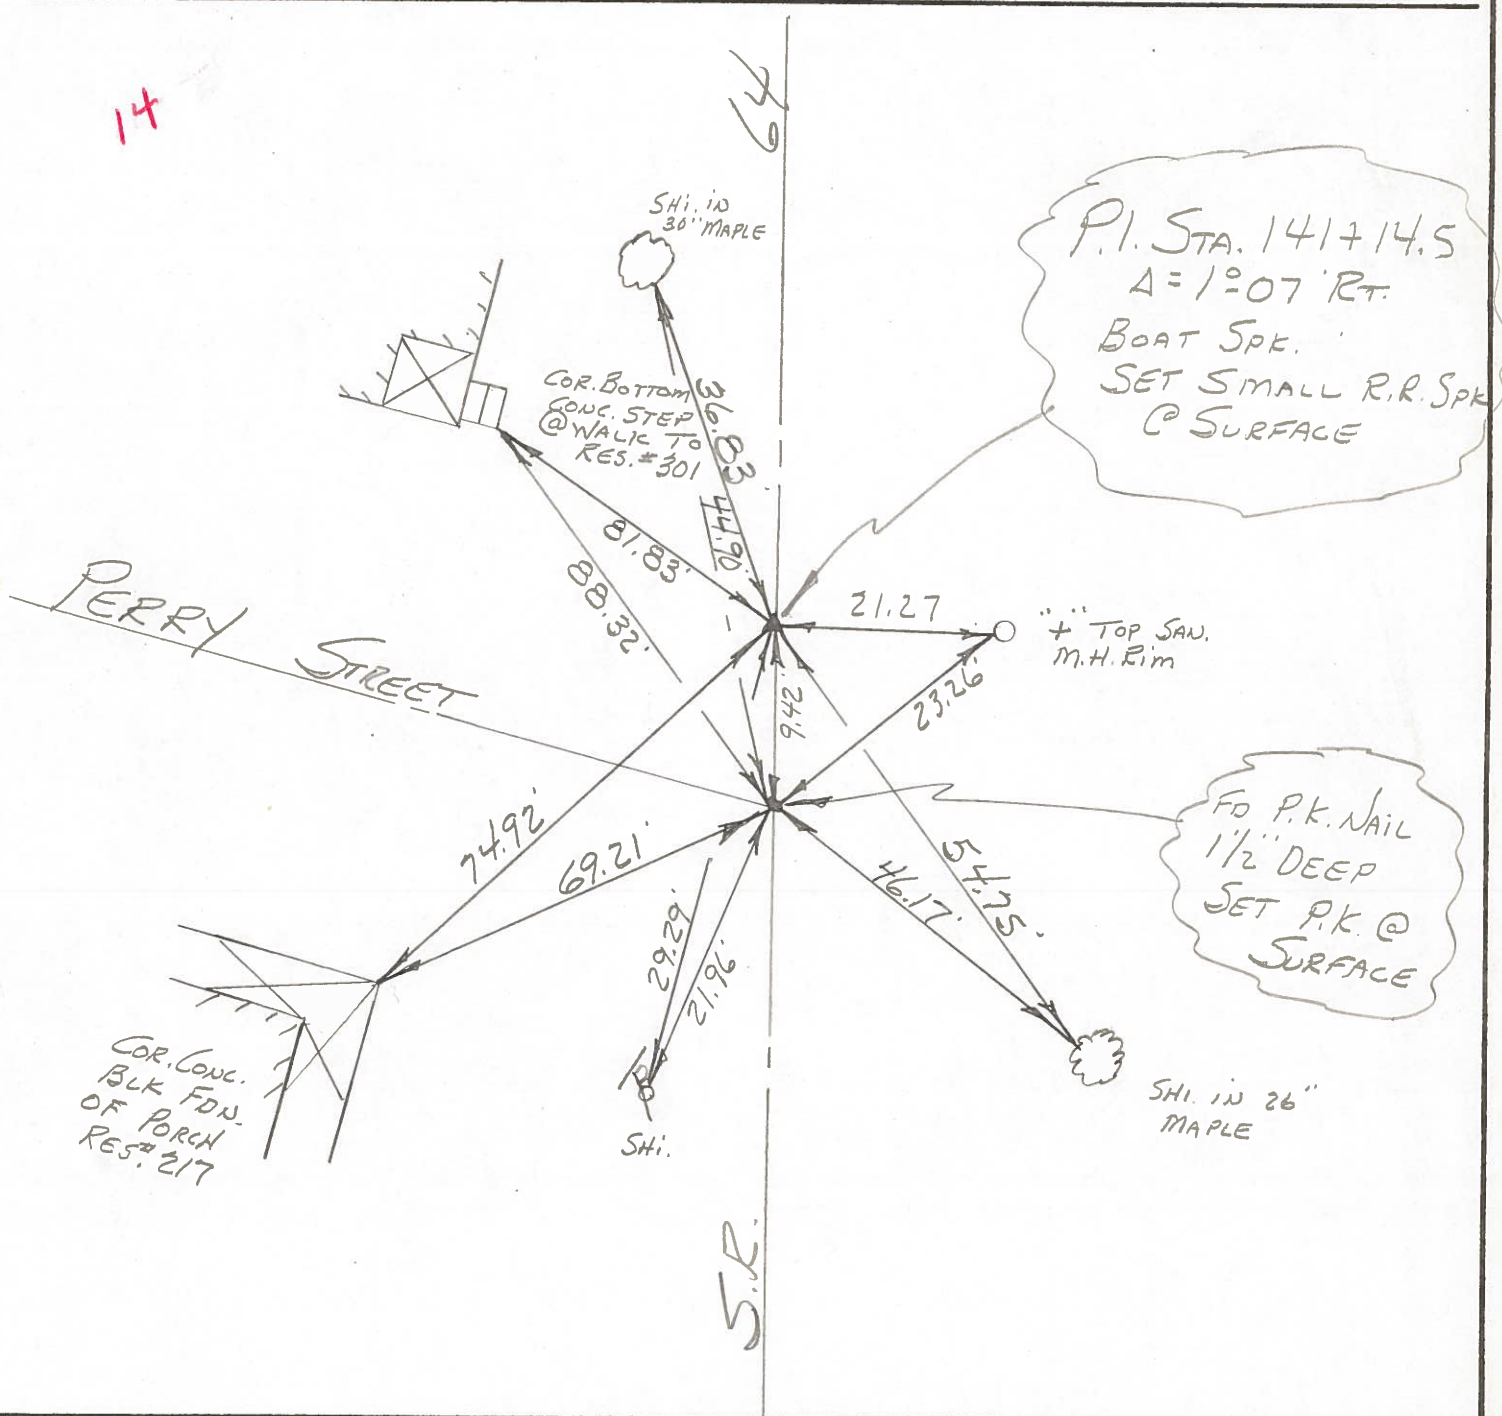 14
64
SHI. IN
30" MAPLE
P.I. STA. 141+14.5
Δ=1°07' RT.
BOAT SPK.
SET SMALL R.R. SPK
@ SURFACE
COR. BOTTOM
CONC. STEP
@ WALK TO
RES. #301
36.83
44.90'
81.83'
88.32'
PERRY STREET
21.27
"+" TOP SAN.
M.H. RIM
23.26'
9.42'
74.92'
69.21'
FD P.K. NAIL
1 1/2" DEEP
SET P.K. @
SURFACE
54.75'
46.17'
29.29'
21.96'
COR. CONC.
BLK FDN.
OF PORCH
RES.# 217
SHI.
SHI. IN 26"
MAPLE
S.R.